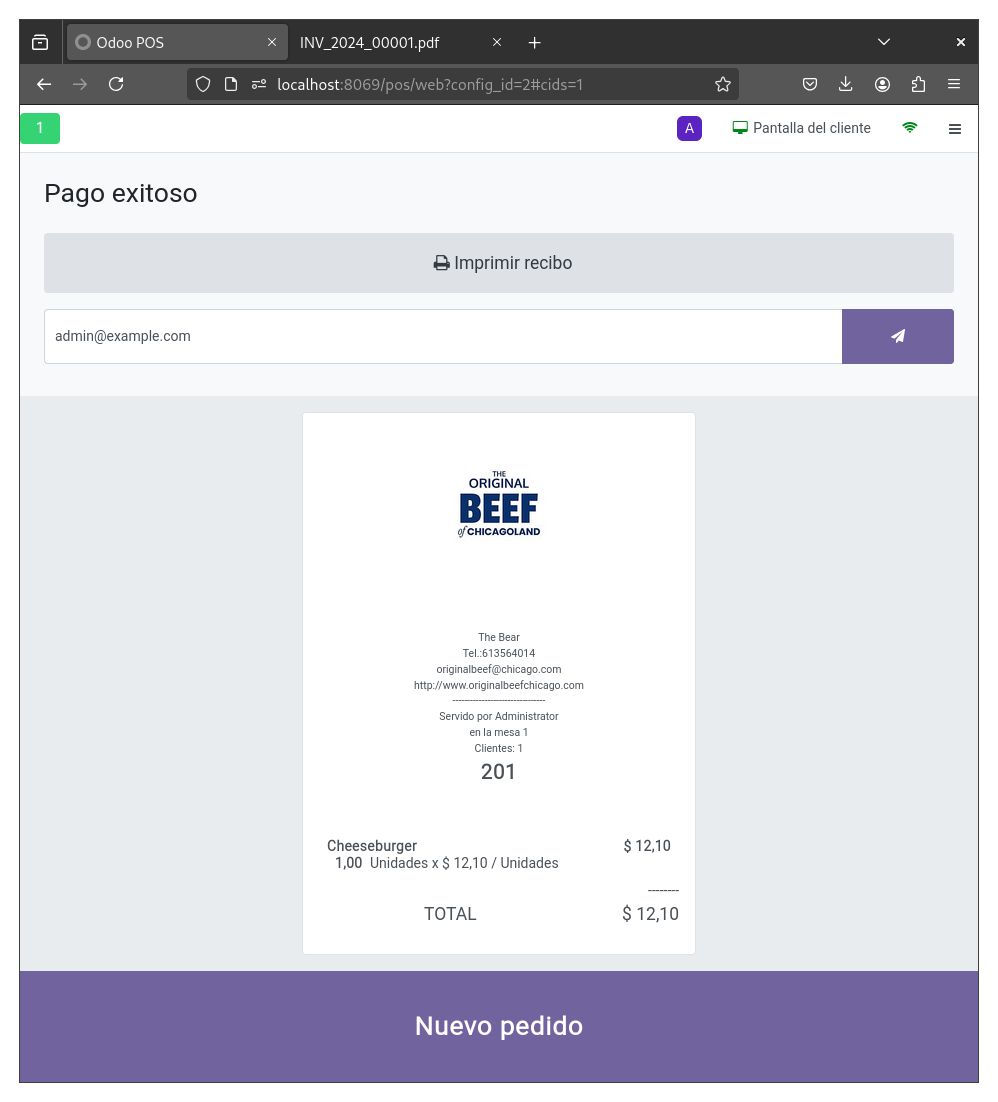 Odoo POS
INV_2024_00001.pdf
localhost:8069/pos/web?config_id=2#cids=1
1
A
Pantalla del cliente
Pago exitoso
Imprimir recibo
admin@example.com
THE
ORIGINAL
BEEF
of CHICAGOLAND
The Bear
Tel.:613564014
originalbeef@chicago.com
http://www.originalbeefchicago.com
--------------------------------
Servido por Administrator
en la mesa 1
Clientes: 1
201
Cheeseburger $ 12,10
1,00 Unidades x $ 12,10 / Unidades
--------
TOTAL $ 12,10
Nuevo pedido